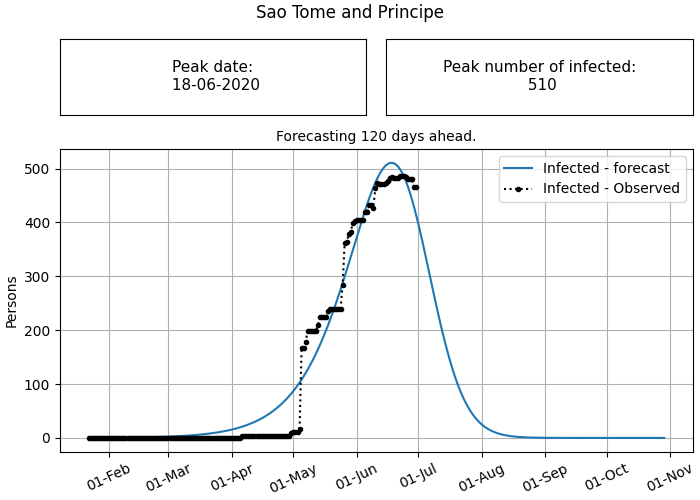 Sao Tome and Principe
Peak date:
18-06-2020
Peak number of infected:
510
Forecasting 120 days ahead.
Infected - forecast
Infected - Observed
Persons
500
400
300
200
100
0
01-Feb
01-Mar
01-Apr
01-May
01-Jun
01-Jul
01-Aug
01-Sep
01-Oct
01-Nov